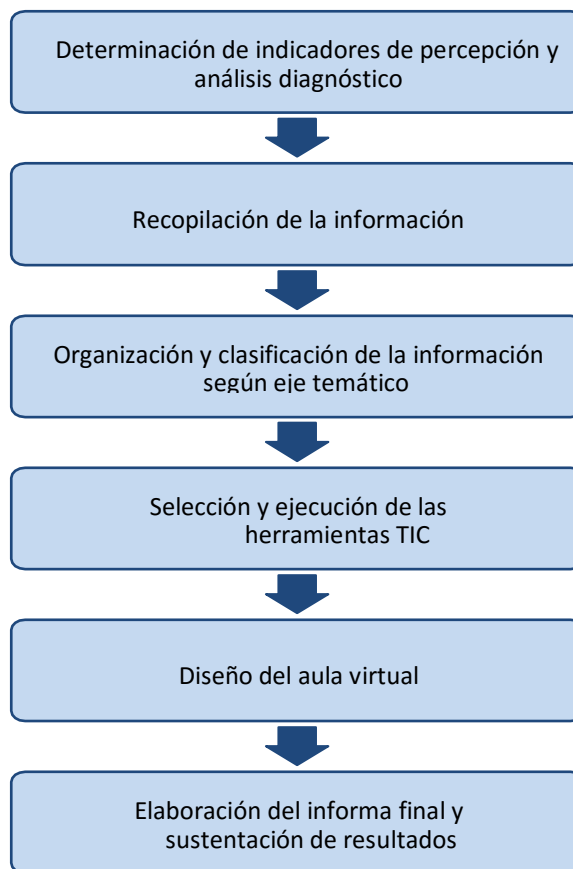 Determinación de indicadores de percepción y
análisis diagnóstico
Recopilación de la información
Organización y clasificación de la información
según eje temático
Selección y ejecución de las
herramientas TIC
Diseño del aula virtual
Elaboración del informa final y
sustentación de resultados